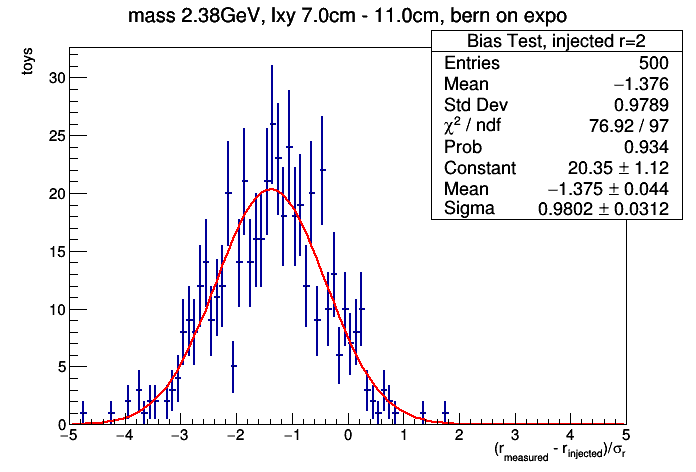 mass 2.38GeV, lxy 7.0cm - 11.0cm, bern on expo
Bias Test, injected r=2
Entries 500
Mean −1.376
Std Dev 0.9789
χ² / ndf 76.92 / 97
Prob 0.934
Constant 20.35 ± 1.12
Mean −1.375 ± 0.044
Sigma 0.9802 ± 0.0312
toys
30
25
20
15
10
5
0
−5 −4 −3 −2 −1 0 1 2 3 4 5
(r_measured - r_injected)/σ_r